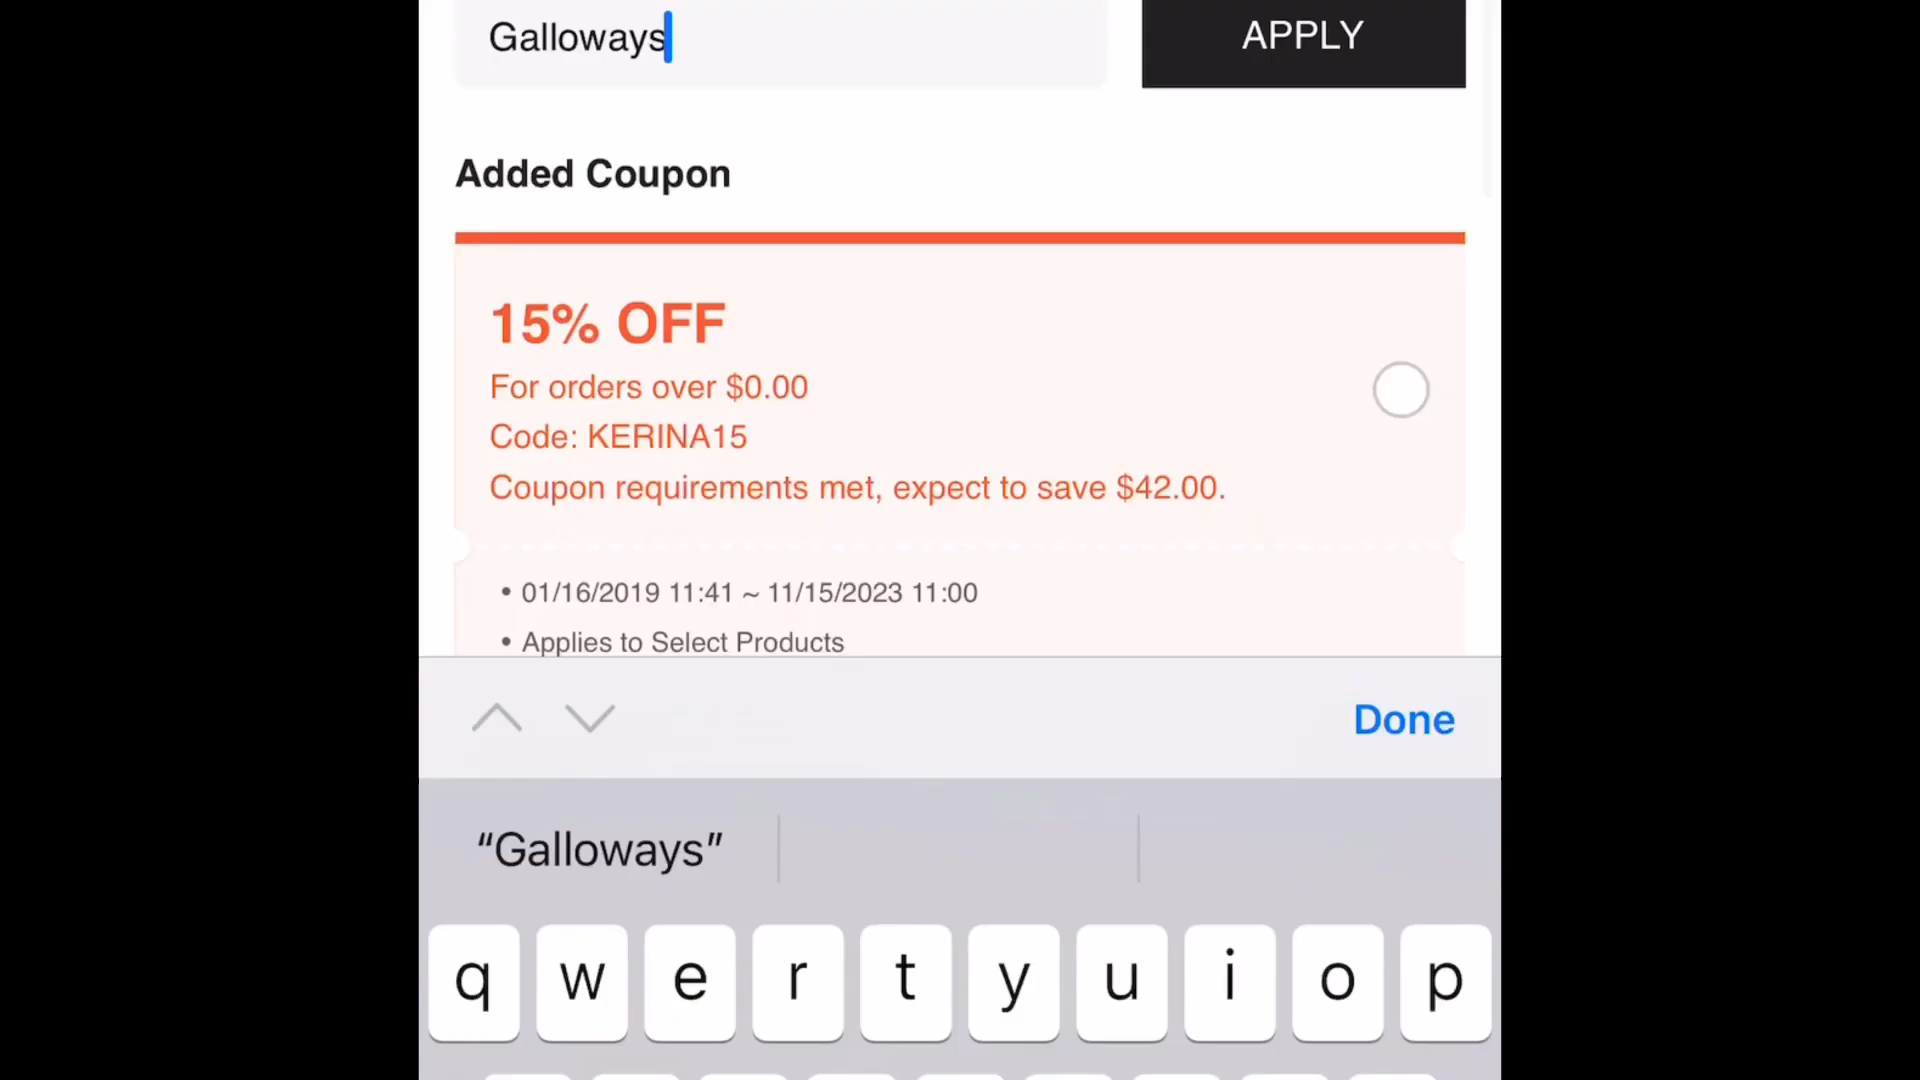 Galloways
APPLY
Added Coupon
15% OFF
For orders over $0.00
Code: KERINA15
Coupon requirements met, expect to save $42.00.
• 01/16/2019 11:41 ~ 11/15/2023 11:00
• Applies to Select Products
Done
“Galloways”
q w e r t y u i o p